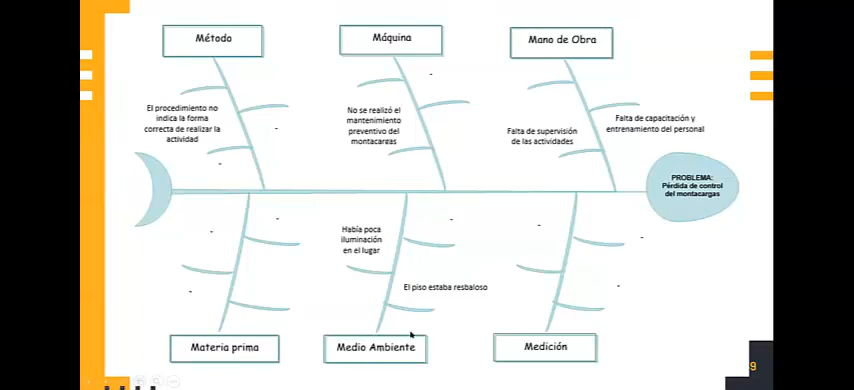 Método
Máquina
Mano de Obra
El procedimiento no
indica la forma
correcta de realizar la
actividad
No se realizó el
mantenimiento
preventivo del
montacargas
Falta de supervisión
de las actividades
Falta de capacitación y
entrenamiento del personal
PROBLEMA:
Pérdida de control
del montacargas
Había poca
iluminación
en el lugar
El piso estaba resbaloso
Materia prima
Medio Ambiente
Medición
9